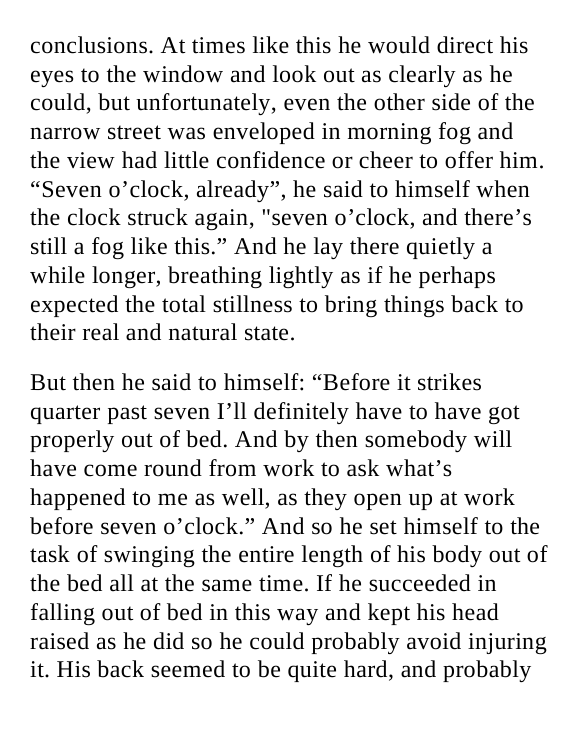 conclusions. At times like this he would direct his
eyes to the window and look out as clearly as he
could, but unfortunately, even the other side of the
narrow street was enveloped in morning fog and
the view had little confidence or cheer to offer him.
“Seven o’clock, already”, he said to himself when
the clock struck again, "seven o’clock, and there’s
still a fog like this.” And he lay there quietly a
while longer, breathing lightly as if he perhaps
expected the total stillness to bring things back to
their real and natural state.
But then he said to himself: “Before it strikes
quarter past seven I’ll definitely have to have got
properly out of bed. And by then somebody will
have come round from work to ask what’s
happened to me as well, as they open up at work
before seven o’clock.” And so he set himself to the
task of swinging the entire length of his body out of
the bed all at the same time. If he succeeded in
falling out of bed in this way and kept his head
raised as he did so he could probably avoid injuring
it. His back seemed to be quite hard, and probably